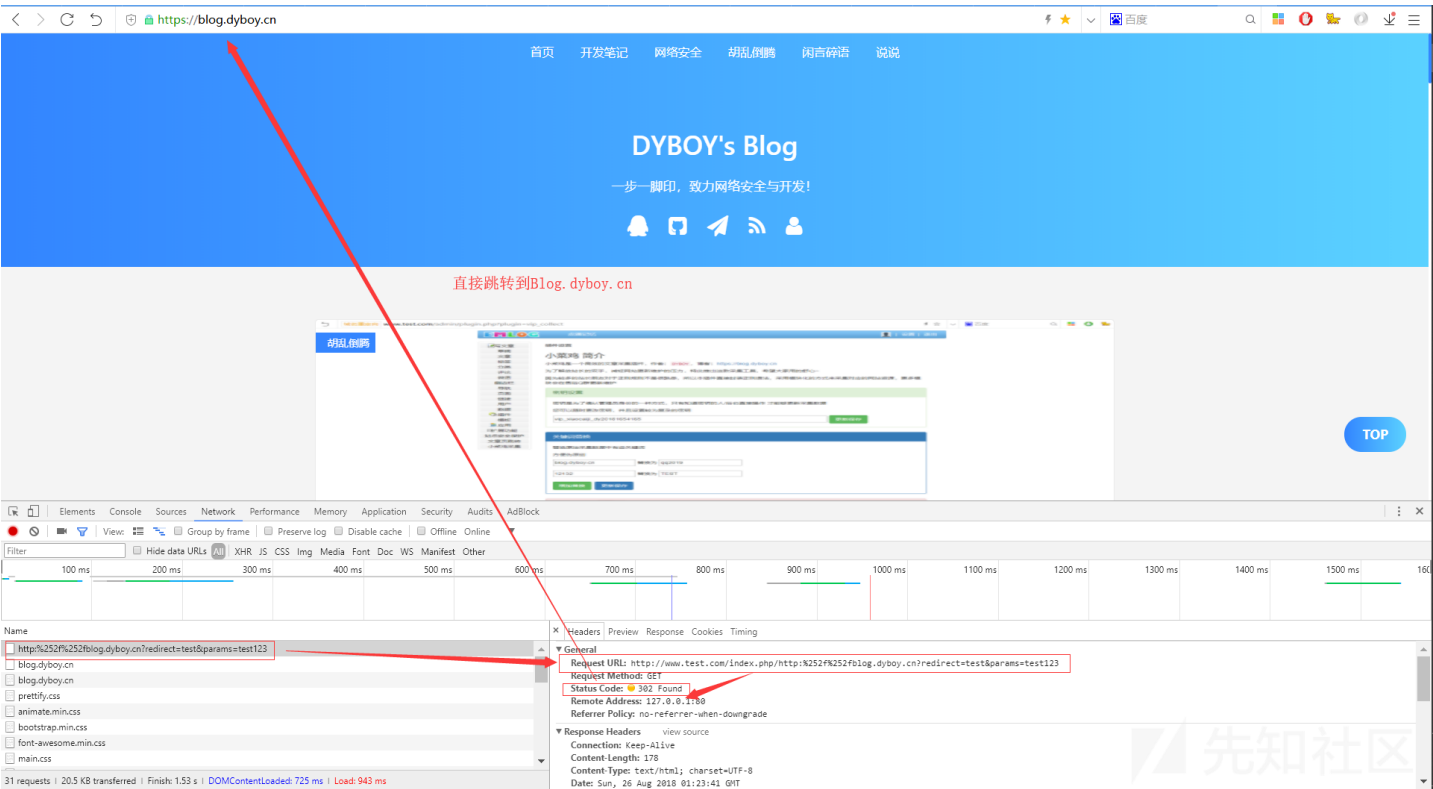 https://blog.dyboy.cn
百度
首页 开发笔记 网络安全 胡乱倒腾 闲言碎语 说说
DYBOY's Blog
一步一脚印，致力网络安全与开发！
直接跳转到Blog.dyboy.cn
胡乱倒腾
小菜鸡 简介
TOP
Elements Console Sources Network Performance Memory Application Security Audits AdBlock
View: Group by frame Preserve log Disable cache Offline Online
Filter Hide data URLs All XHR JS CSS Img Media Font Doc WS Manifest Other
100 ms 200 ms 300 ms 400 ms 500 ms 600 ms 700 ms 800 ms 900 ms 1000 ms 1100 ms 1200 ms 1300 ms 1400 ms 1500 ms 160
Name
http:%252f%252fblog.dyboy.cn?redirect=test&params=test123
blog.dyboy.cn
blog.dyboy.cn
prettify.css
animate.min.css
bootstrap.min.css
font-awesome.min.css
main.css
31 requests | 20.5 KB transferred | Finish: 1.53 s | DOMContentLoaded: 725 ms | Load: 943 ms
× Headers Preview Response Cookies Timing
General
Request URL: http://www.test.com/index.php/http:%252f%252fblog.dyboy.cn?redirect=test&params=test123
Request Method: GET
Status Code: 302 Found
Remote Address: 127.0.0.1:80
Referrer Policy: no-referrer-when-downgrade
Response Headers view source
Connection: Keep-Alive
Content-Length: 178
Content-Type: text/html; charset=UTF-8
Date: Sun, 26 Aug 2018 01:23:41 GMT
先知社区